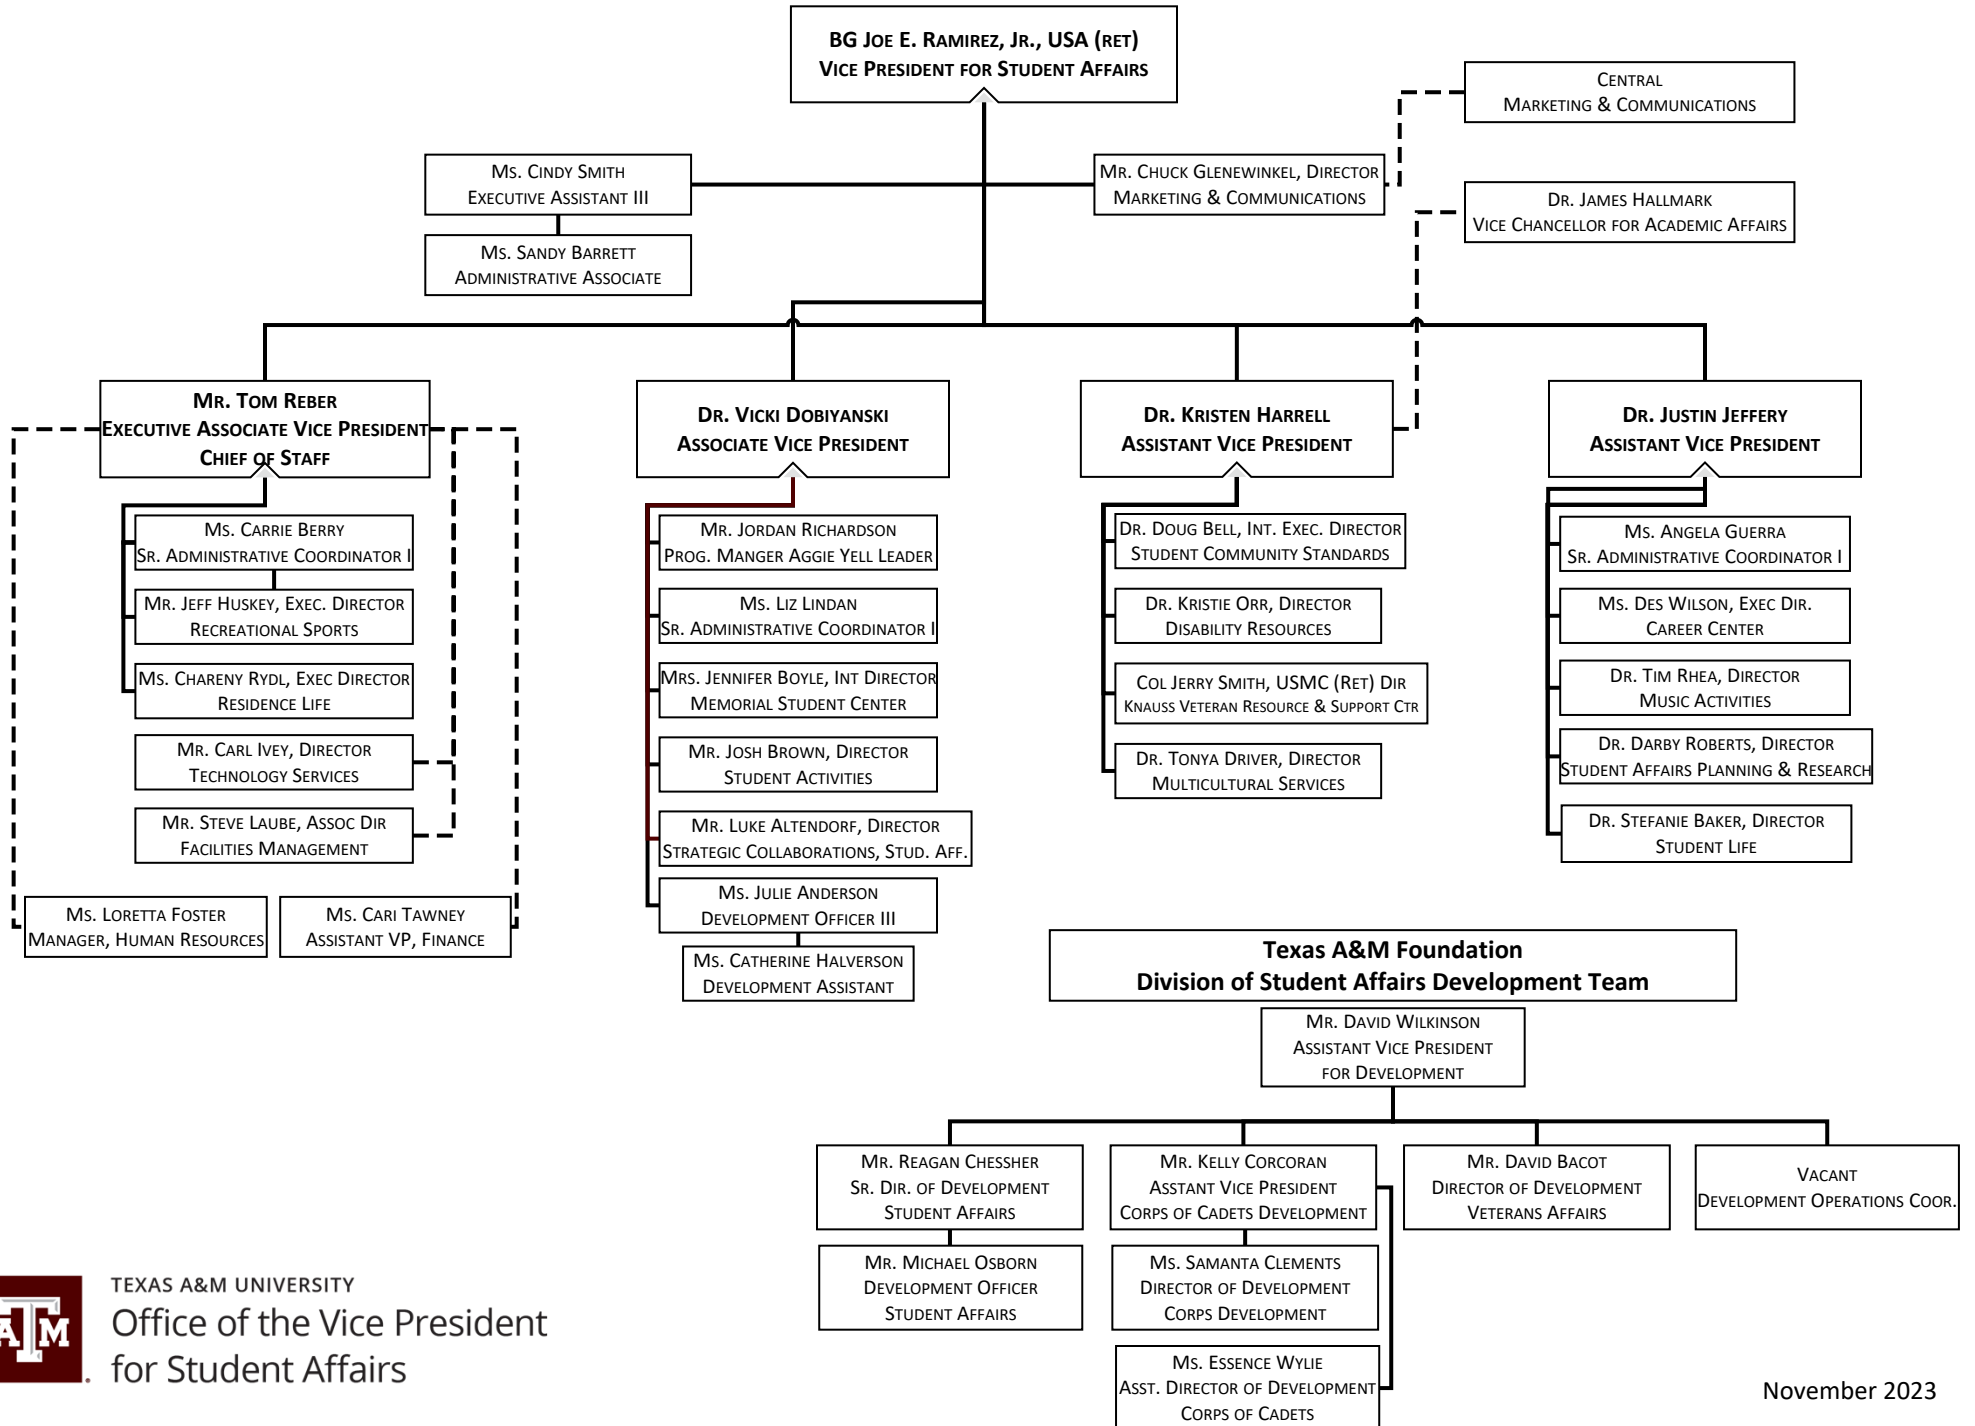 BG Joe E. Ramirez, Jr., USA (ret)
Vice President for Student Affairs
Central
Marketing & Communications
Ms. Cindy Smith
Executive Assistant III
Mr. Chuck Glenewinkel, Director
Marketing & Communications
Dr. James Hallmark
Vice Chancellor for Academic Affairs
Ms. Sandy Barrett
Administrative Associate
Mr. Tom Reber
Executive Associate Vice President
Chief of Staff
Dr. Vicki Dobiyanski
Associate Vice President
Dr. Kristen Harrell
Assistant Vice President
Dr. Justin Jeffery
Assistant Vice President
Ms. Carrie Berry
Sr. Administrative Coordinator I
Mr. Jeff Huskey, Exec. Director
Recreational Sports
Ms. Chareny Rydl, Exec Director
Residence Life
Mr. Carl Ivey, Director
Technology Services
Mr. Steve Laube, Assoc Dir
Facilities Management
Ms. Loretta Foster
Manager, Human Resources
Ms. Cari Tawney
Assistant VP, Finance
Mr. Jordan Richardson
Prog. Manger Aggie Yell Leader
Ms. Liz Lindan
Sr. Administrative Coordinator I
Mrs. Jennifer Boyle, Int Director
Memorial Student Center
Mr. Josh Brown, Director
Student Activities
Mr. Luke Altendorf, Director
Strategic Collaborations, Stud. Aff.
Ms. Julie Anderson
Development Officer III
Ms. Catherine Halverson
Development Assistant
Dr. Doug Bell, Int. Exec. Director
Student Community Standards
Dr. Kristie Orr, Director
Disability Resources
Col Jerry Smith, USMC (Ret) Dir
Knauss Veteran Resource & Support Ctr
Dr. Tonya Driver, Director
Multicultural Services
Ms. Angela Guerra
Sr. Administrative Coordinator I
Ms. Des Wilson, Exec Dir.
Career Center
Dr. Tim Rhea, Director
Music Activities
Dr. Darby Roberts, Director
Student Affairs Planning & Research
Dr. Stefanie Baker, Director
Student Life
Texas A&M Foundation
Division of Student Affairs Development Team
Mr. David Wilkinson
Assistant Vice President
for Development
Mr. Reagan Chessher
Sr. Dir. of Development
Student Affairs
Mr. Kelly Corcoran
Asstant Vice President
Corps of Cadets Development
Mr. David Bacot
Director of Development
Veterans Affairs
Vacant
Development Operations Coor.
Mr. Michael Osborn
Development Officer
Student Affairs
Ms. Samanta Clements
Director of Development
Corps Development
Ms. Essence Wylie
Asst. Director of Development
Corps of Cadets
ATM
TEXAS A&M UNIVERSITY
Office of the Vice President
for Student Affairs
November 2023